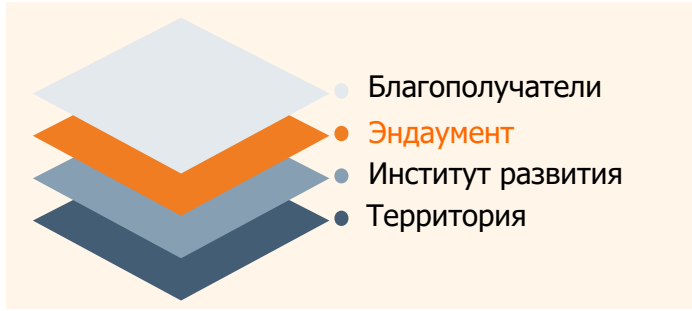 Благополучатели
Эндаумент
Институт развития
Территория